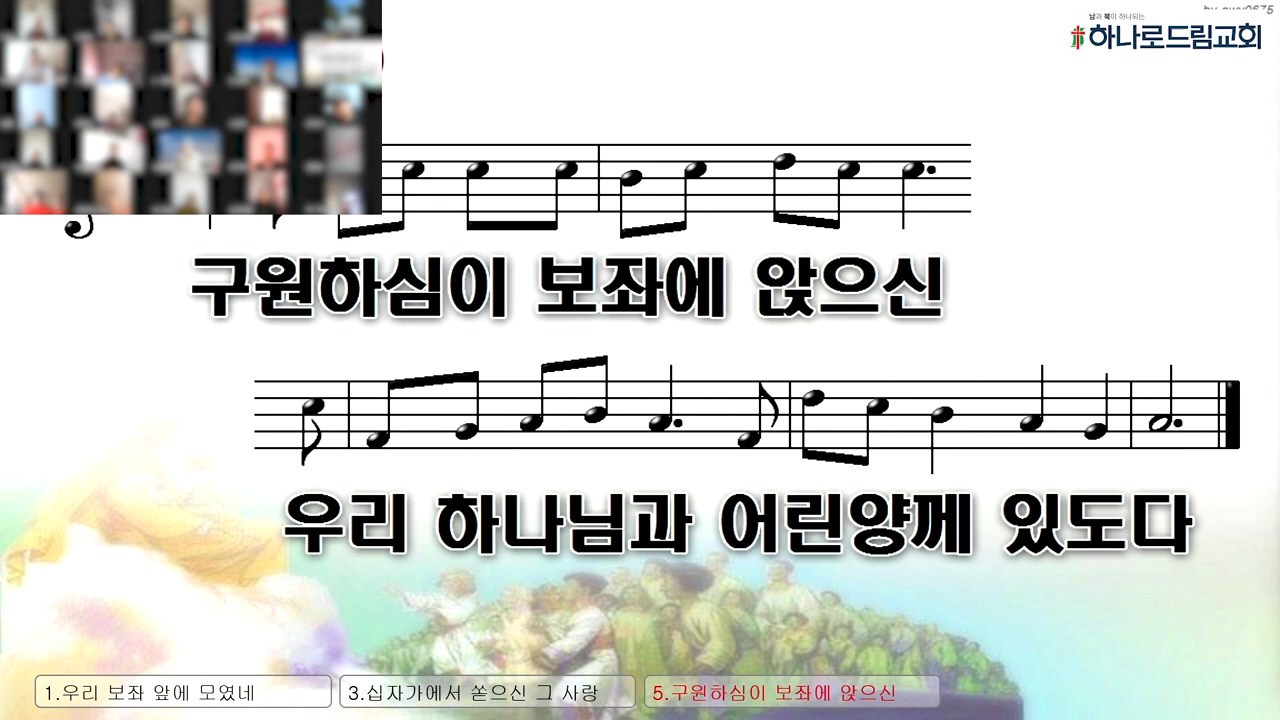 남과 북이 하나되는
하나로드림교회
구원하심이 보좌에 앉으신
우리 하나님과 어린양께 있도다
1.우리 보좌 앞에 모였네
3.십자가에서 쏟으신 그 사랑
5.구원하심이 보좌에 앉으신